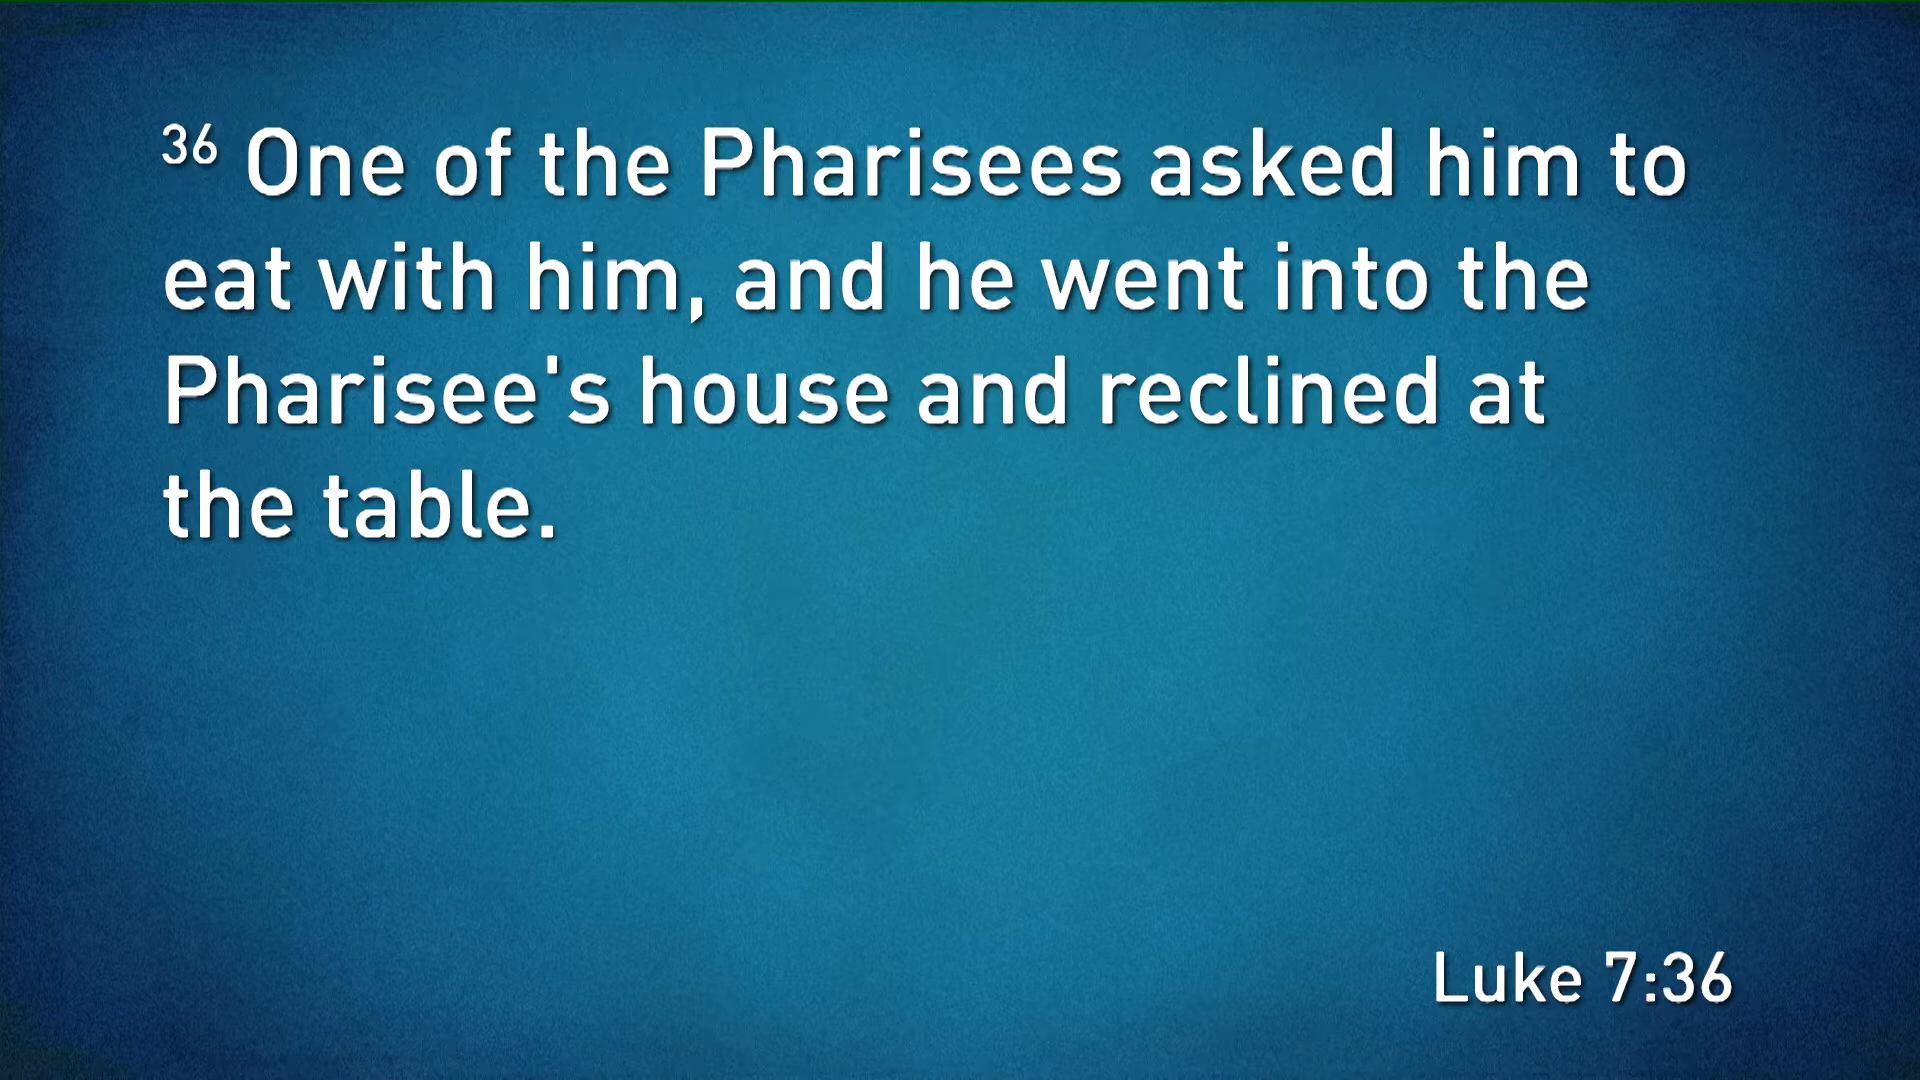 36 One of the Pharisees asked him to
eat with him, and he went into the
Pharisee's house and reclined at
the table.
Luke 7:36